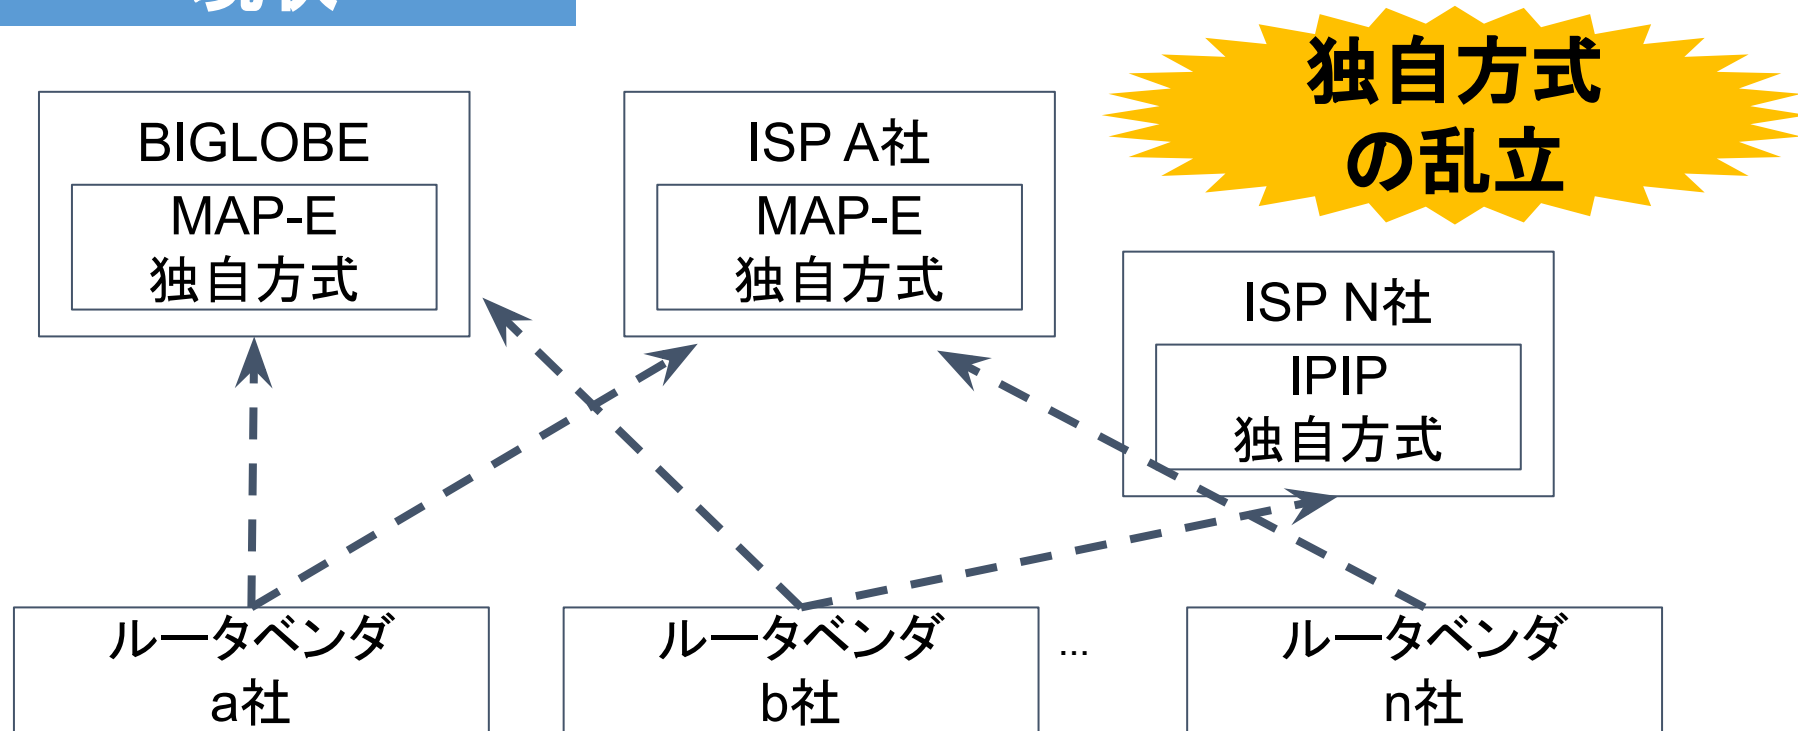 現状
独自方式
の乱立
BIGLOBE
MAP-E
独自方式
ISP A社
MAP-E
独自方式
ISP N社
IPIP
独自方式
ルータベンダ
a社
ルータベンダ
b社
...
ルータベンダ
n社